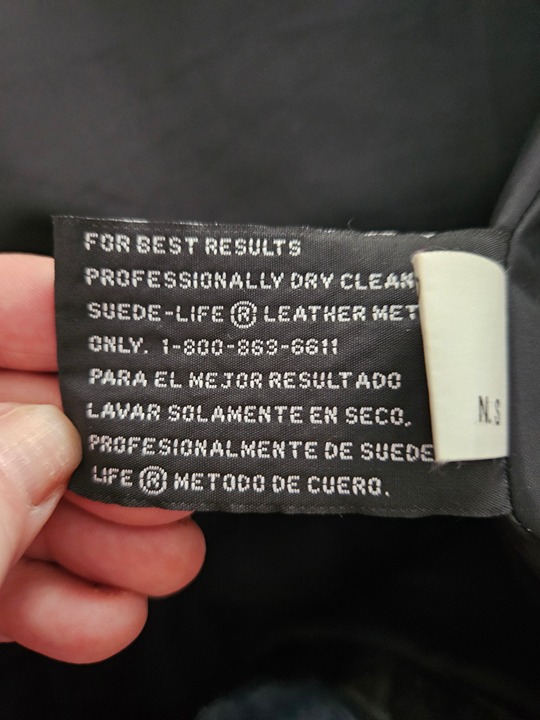 FOR BEST RESULTS
PROFESSIONALLY DRY CLEAN
SUEDE-LIFE ® LEATHER MET
ONLY. 1-800-863-6611
PARA EL MEJOR RESULTADO
LAVAR SOLAMENTE EN SECO.
PROFESIONALMENTE DE SUEDE
LIFE ® METODO DE CUERO.
N.S